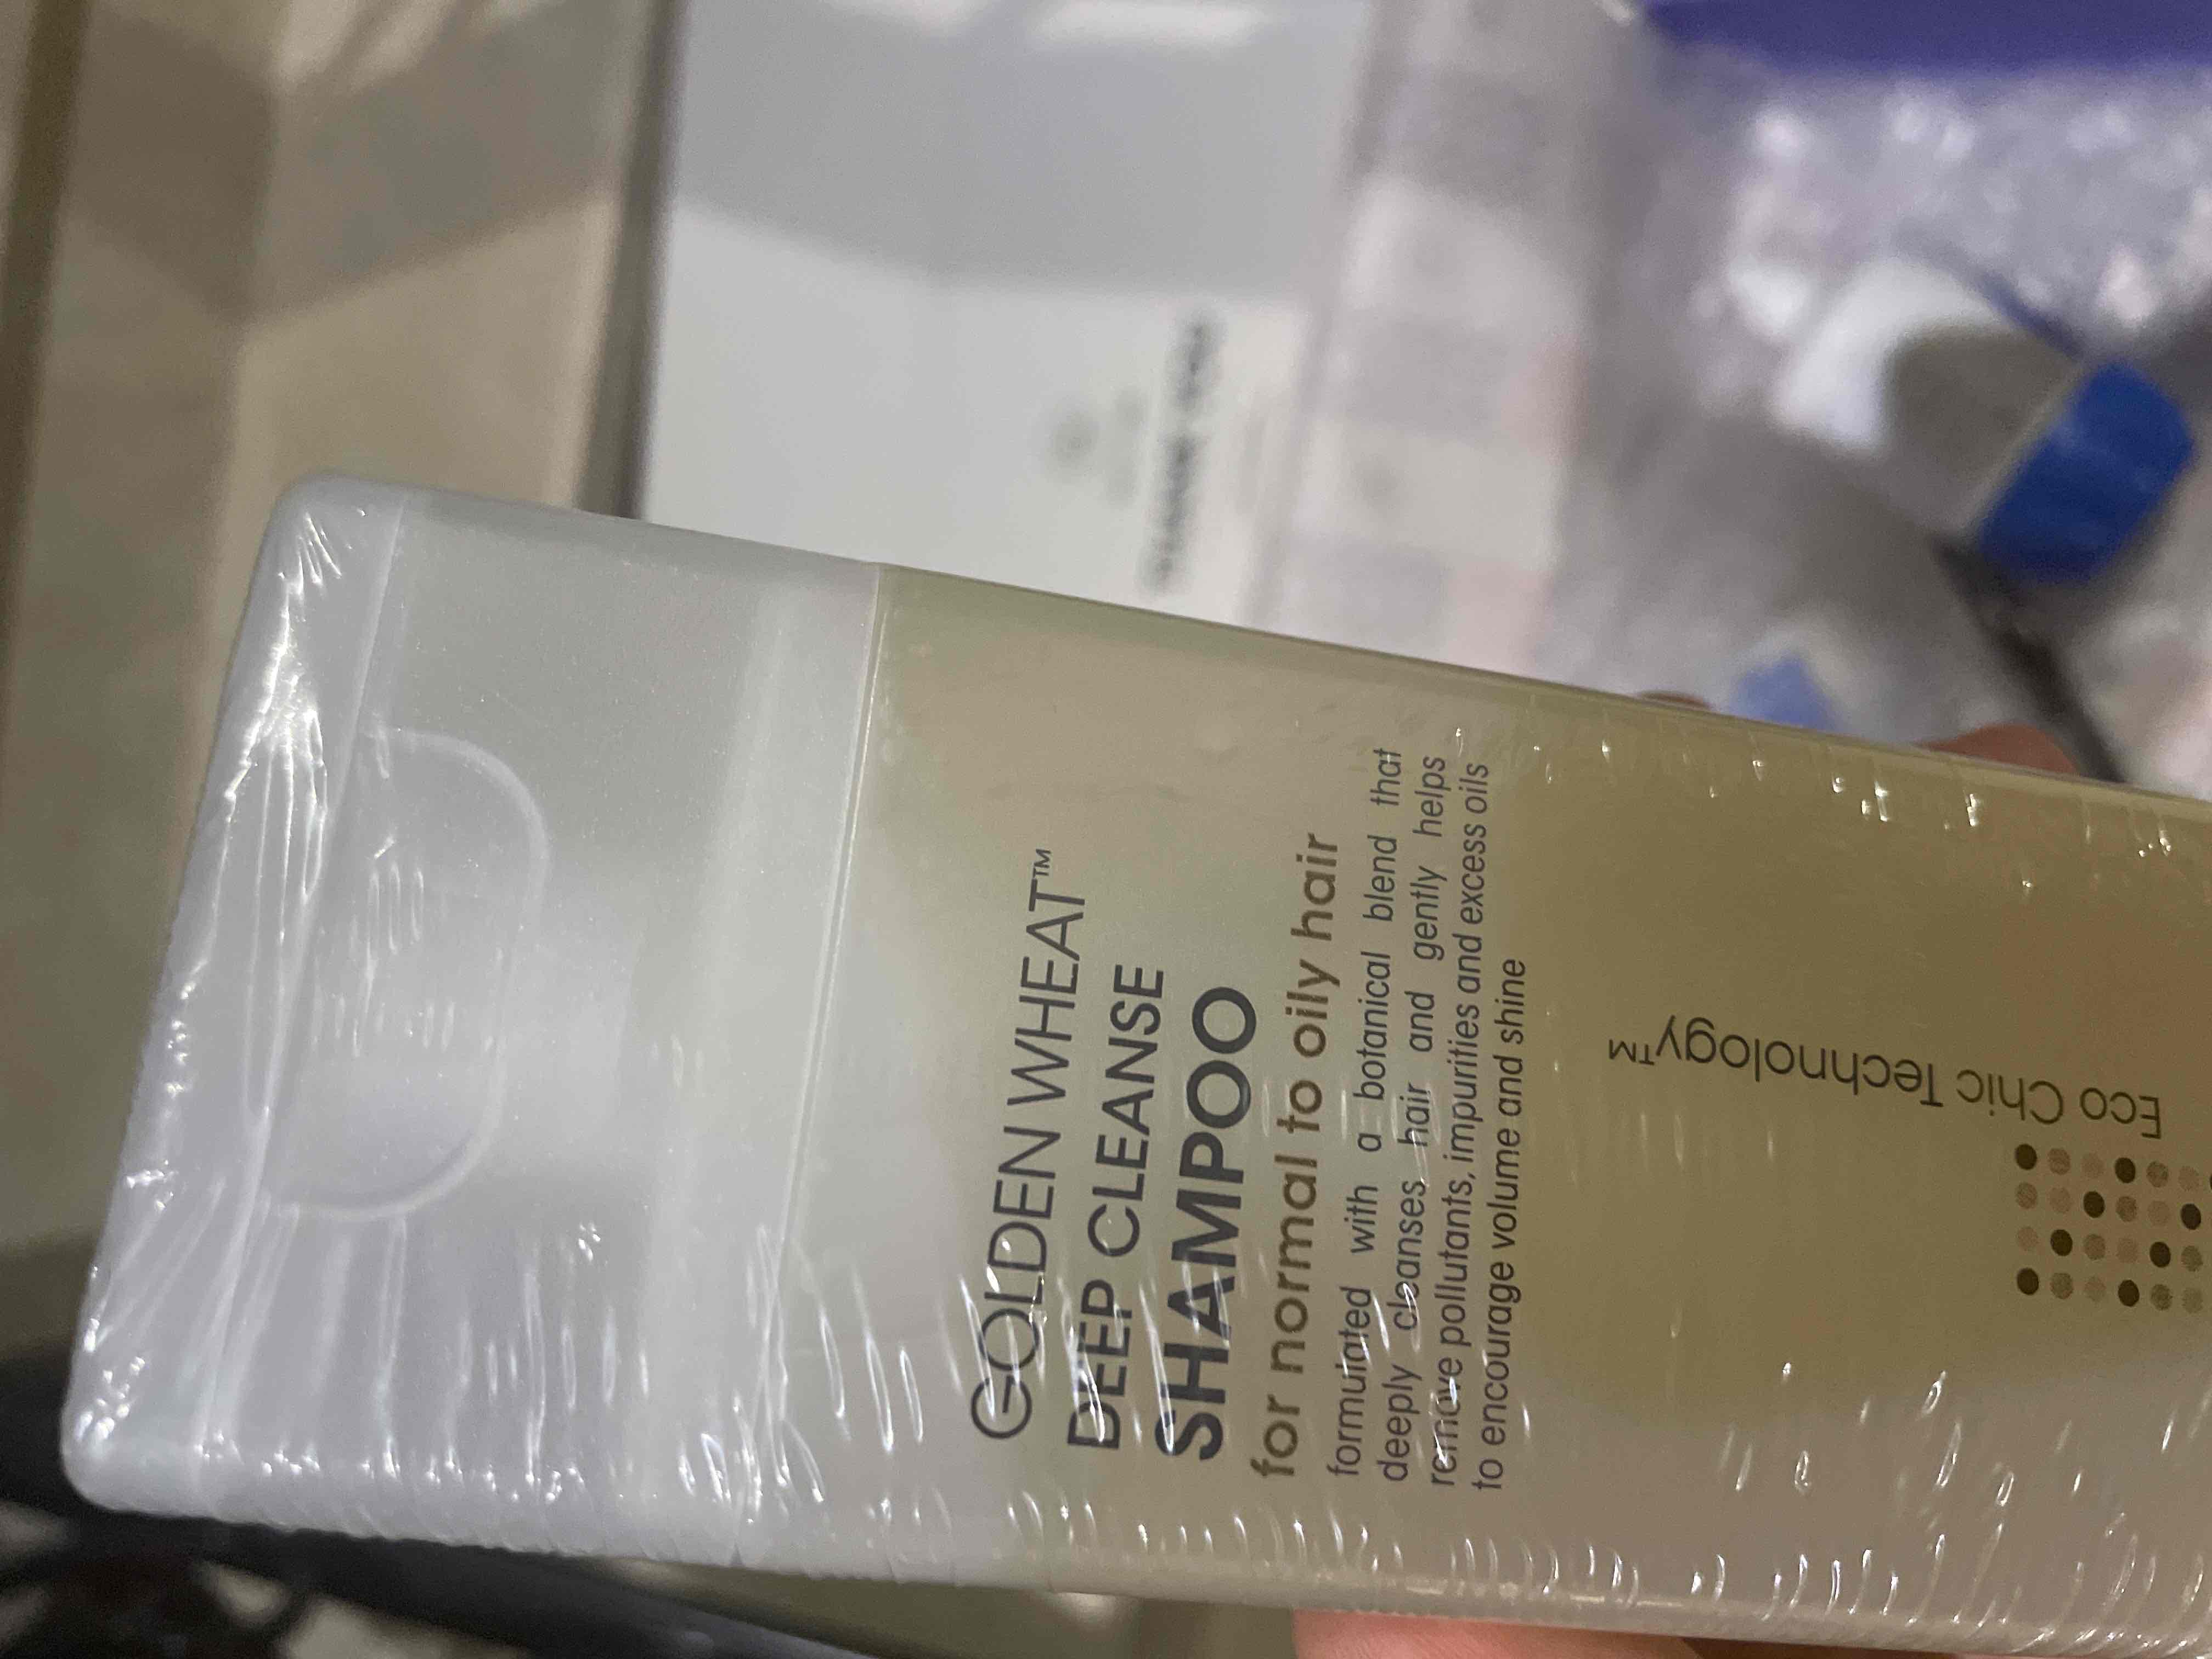 GOLDEN WHEAT™
DEEP CLEANSE
SHAMPOO
for normal to oily hair
formulated with a botanical blend that
deeply cleanses hair and gently helps
remove pollutants, impurities and excess oils
to encourage volume and shine
Eco Chic Technology™